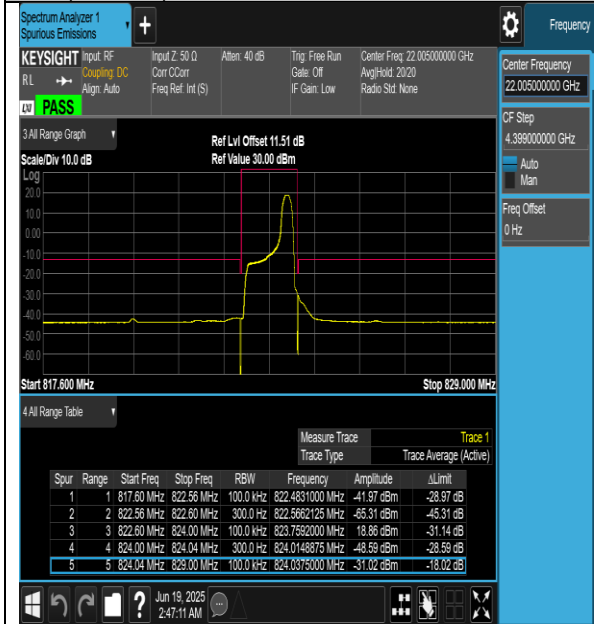 Spectrum Analyzer 1
Spurious Emissions
Frequency
KEYSIGHT
RL
LXI
PASS
Input: RF
Coupling: DC
Align: Auto
Input Z: 50 Ω
Corr CCorr
Freq Ref: Int (S)
Atten: 40 dB
Trig: Free Run
Gate: Off
IF Gain: Low
Center Freq: 22.005000000 GHz
Avg|Hold: 20/20
Radio Std: None
Center Frequency
22.005000000 GHz
CF Step
4.399000000 GHz
Auto
Man
Freq Offset
0 Hz
3 All Range Graph
Scale/Div 10.0 dB
Ref Lvl Offset 11.51 dB
Ref Value 30.00 dBm
Log
20.0
10.0
0.00
-10.0
-20.0
-30.0
-40.0
-50.0
-60.0
Start 817.600 MHz Stop 829.000 MHz
4 All Range Table
Measure Trace Trace 1
Trace Type Trace Average (Active)
Spur Range Start Freq Stop Freq RBW Frequency Amplitude ΔLimit
1 1 817.60 MHz 822.56 MHz 100.0 kHz 822.4831000 MHz -41.97 dBm -28.97 dB
2 2 822.56 MHz 822.60 MHz 300.0 Hz 822.5662125 MHz -65.31 dBm -45.31 dB
3 3 822.60 MHz 824.00 MHz 100.0 kHz 823.7592000 MHz 18.86 dBm -31.14 dB
4 4 824.00 MHz 824.04 MHz 300.0 Hz 824.0148875 MHz -48.59 dBm -28.59 dB
5 5 824.04 MHz 829.00 MHz 100.0 kHz 824.0375000 MHz -31.02 dBm -18.02 dB
Jun 19, 2025
2:47:11 AM